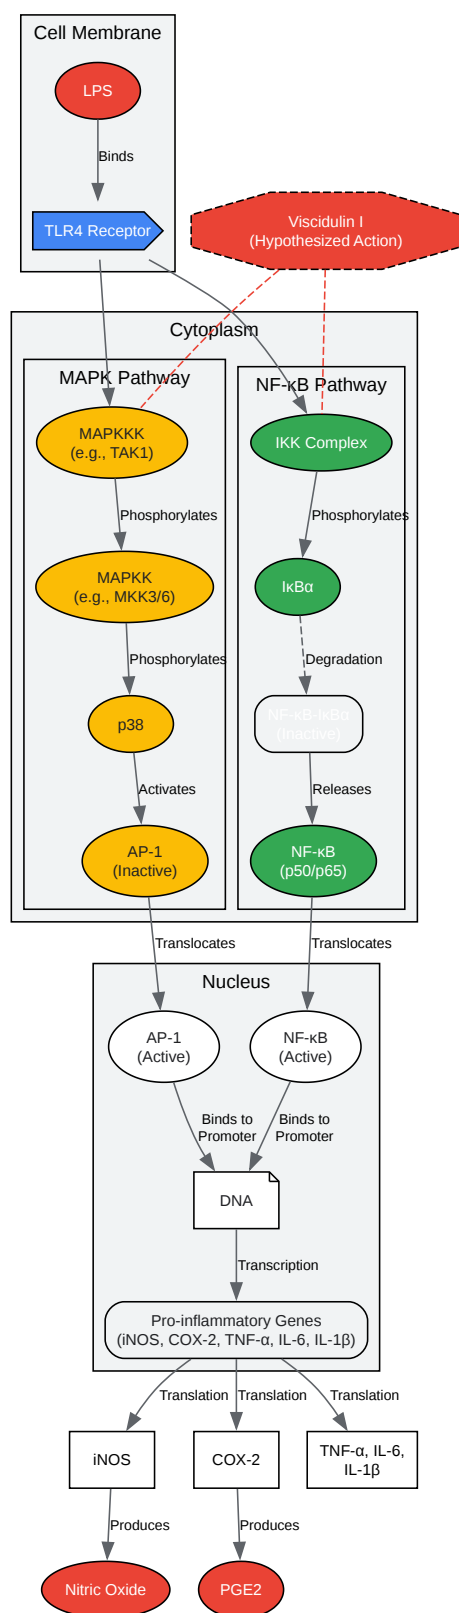 Cell Membrane
LPS
Binds
TLR4 Receptor
Viscidulin I
(Hypothesized Action)
Cytoplasm
MAPK Pathway
NF-κB Pathway
MAPKKK
(e.g., TAK1)
IKK Complex
Phosphorylates
Phosphorylates
MAPKK
(e.g., MKK3/6)
IκBα
Phosphorylates
Degradation
p38
NF-κB-IκBα
(Inactive)
Activates
Releases
AP-1
(Inactive)
NF-κB
(p50/p65)
Translocates
Translocates
Nucleus
AP-1
(Active)
NF-κB
(Active)
Binds to
Promoter
Binds to
Promoter
DNA
Transcription
Pro-inflammatory Genes
(iNOS, COX-2, TNF-α, IL-6, IL-1β)
Translation
Translation
Translation
iNOS
COX-2
TNF-α, IL-6,
IL-1β
Produces
Produces
Nitric Oxide
PGE2